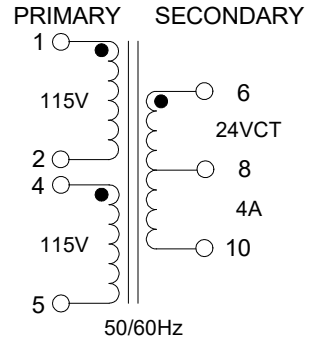 PRIMARY SECONDARY
1
6
115V
24VCT
2
8
4
4A
115V
10
5
50/60Hz